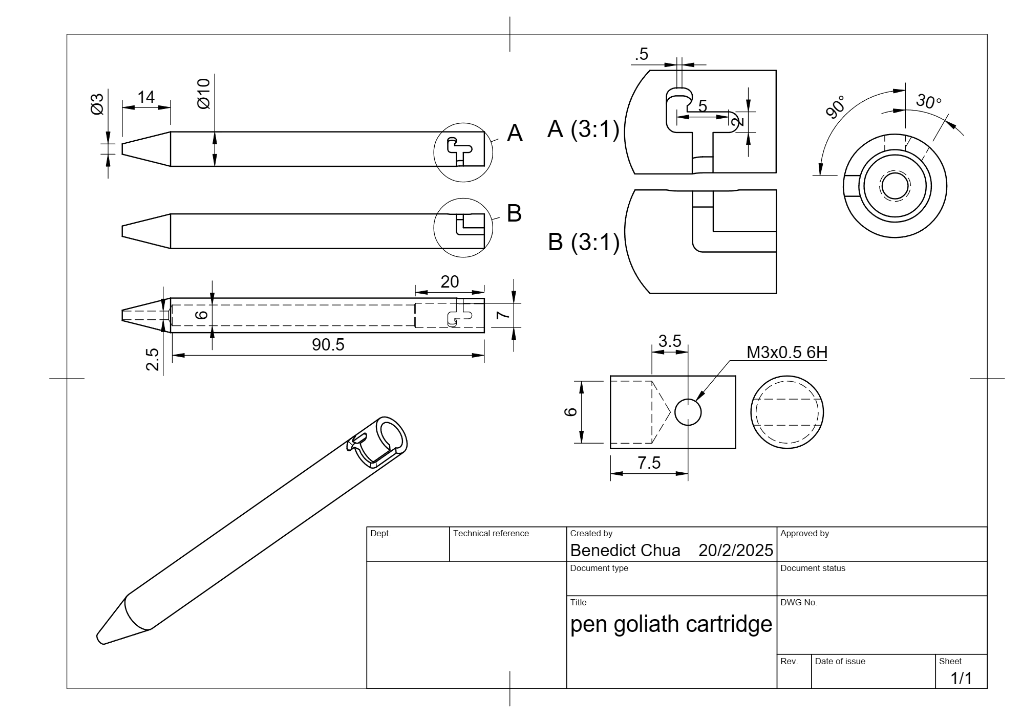 .5
Ø3
14
Ø10
A
A (3:1)
5
2
90°
30°
B
B (3:1)
20
6
7
90.5
2.5
3.5
M3x0.5 6H
6
7.5
Dept
Technical reference
Created by
Approved by
Benedict Chua 20/2/2025
Document type
Document status
Title
DWG No
pen goliath cartridge
Rev
Date of issue
Sheet
1/1